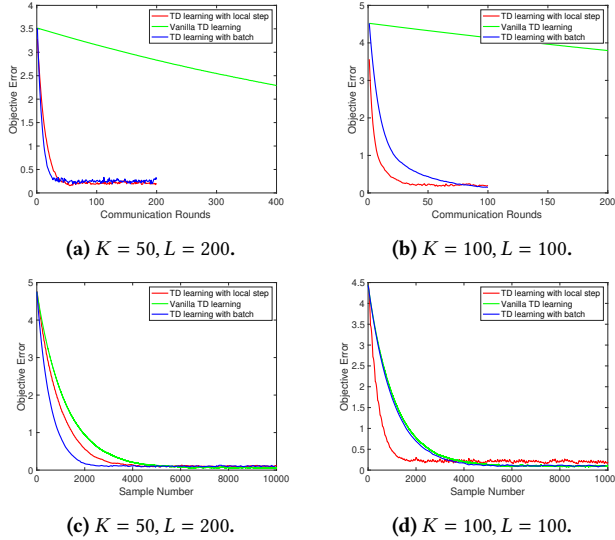 TD learning with local step
Vanilla TD learning
TD learning with batch
Objective Error
4
3.5
3
2.5
2
1.5
1
0.5
0
0 100 200 300 400
Communication Rounds
(a) K = 50, L = 200.
TD learning with local step
Vanilla TD learning
TD learning with batch
Objective Error
5
4
3
2
1
0
0 50 100 150 200
Communication Rounds
(b) K = 100, L = 100.
TD learning with local step
Vanilla TD learning
TD learning with batch
Objective Error
5
4
3
2
1
0
0 2000 4000 6000 8000 10000
Sample Number
(c) K = 50, L = 200.
TD learning with local step
Vanilla TD learning
TD learning with batch
Objective Error
4.5
4
3.5
3
2.5
2
1.5
1
0.5
0
0 2000 4000 6000 8000 1000
Sample Number
(d) K = 100, L = 100.